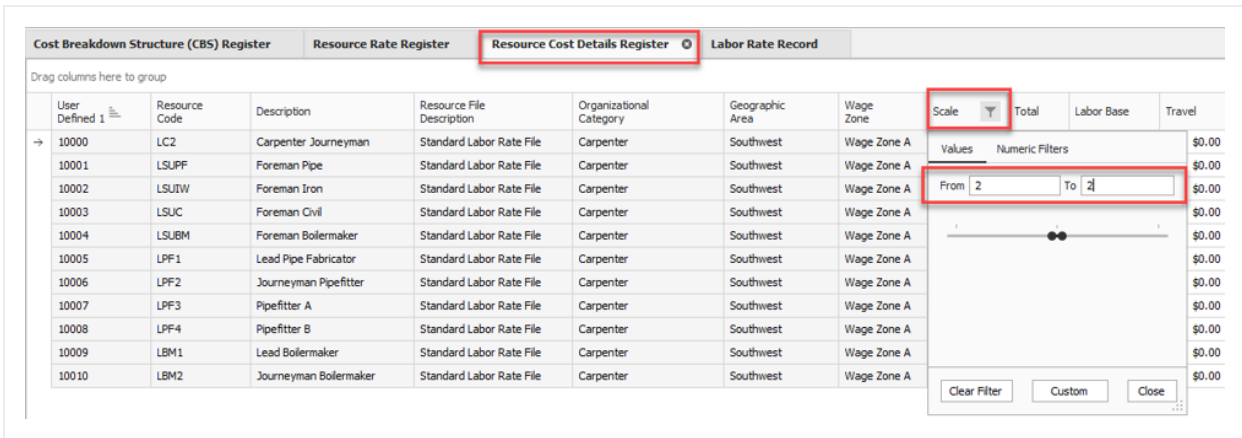 Cost Breakdown Structure (CBS) Register Resource Rate Register Resource Cost Details Register Labor Rate Record
Drag columns here to group
User Defined 1 Resource Code Description Resource File Description Organizational Category Geographic Area Wage Zone Scale Total Labor Base Travel
10000 LC2 Carpenter Journeyman Standard Labor Rate File Carpenter Southwest Wage Zone A $0.00
10001 LSUPF Foreman Pipe Standard Labor Rate File Carpenter Southwest Wage Zone A $0.00
10002 LSUIW Foreman Iron Standard Labor Rate File Carpenter Southwest Wage Zone A $0.00
10003 LSUC Foreman Civil Standard Labor Rate File Carpenter Southwest Wage Zone A $0.00
10004 LSUBM Foreman Boilermaker Standard Labor Rate File Carpenter Southwest Wage Zone A $0.00
10005 LPF1 Lead Pipe Fabricator Standard Labor Rate File Carpenter Southwest Wage Zone A $0.00
10006 LPF2 Journeyman Pipefitter Standard Labor Rate File Carpenter Southwest Wage Zone A $0.00
10007 LPF3 Pipefitter A Standard Labor Rate File Carpenter Southwest Wage Zone A $0.00
10008 LPF4 Pipefitter B Standard Labor Rate File Carpenter Southwest Wage Zone A $0.00
10009 LBM1 Lead Boilermaker Standard Labor Rate File Carpenter Southwest Wage Zone A $0.00
10010 LBM2 Journeyman Boilermaker Standard Labor Rate File Carpenter Southwest Wage Zone A $0.00
Values Numeric Filters
From 2 To 2
Clear Filter Custom Close